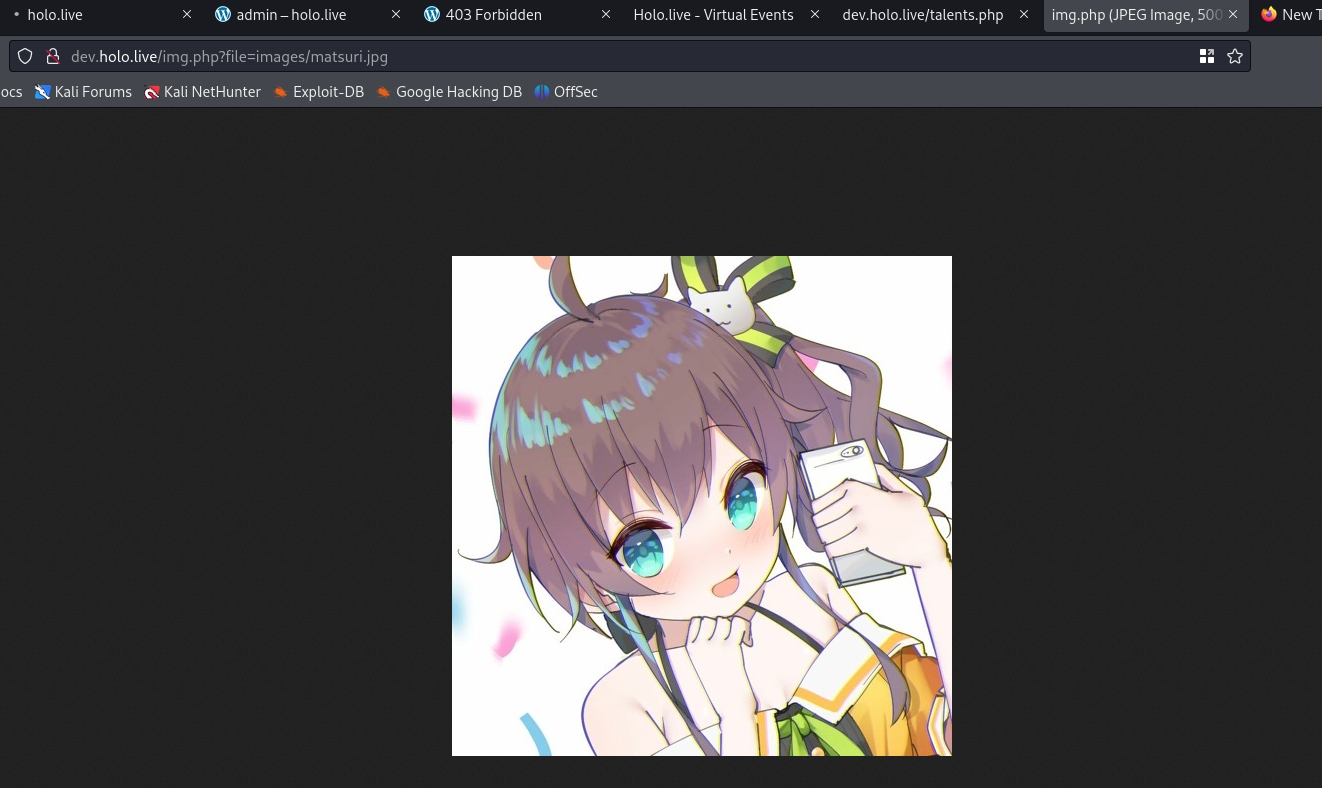 holo.live admin – holo.live 403 Forbidden Holo.live - Virtual Events dev.holo.live/talents.php img.php (JPEG Image, 500 New T
dev.holo.live/img.php?file=images/matsuri.jpg
ocs Kali Forums Kali NetHunter Exploit-DB Google Hacking DB OffSec